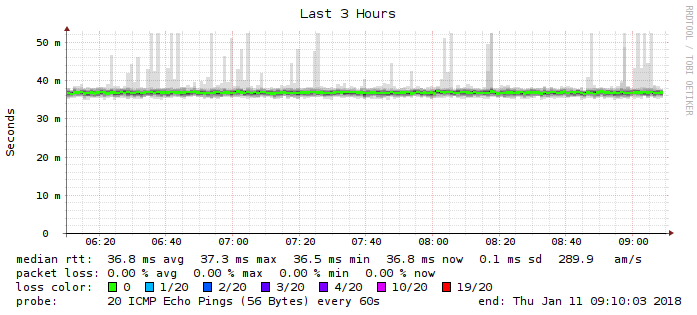 Last 3 Hours
RRDTOOL / TOBI OETIKER
Seconds
50 m
40 m
30 m
20 m
10 m
0
06:20 06:40 07:00 07:20 07:40 08:00 08:20 08:40 09:00
median rtt: 36.8 ms avg 37.3 ms max 36.5 ms min 36.8 ms now 0.1 ms sd 289.9 am/s
packet loss: 0.00 % avg 0.00 % max 0.00 % min 0.00 % now
loss color: 0 1/20 2/20 3/20 4/20 10/20 19/20
probe: 20 ICMP Echo Pings (56 Bytes) every 60s end: Thu Jan 11 09:10:03 2018